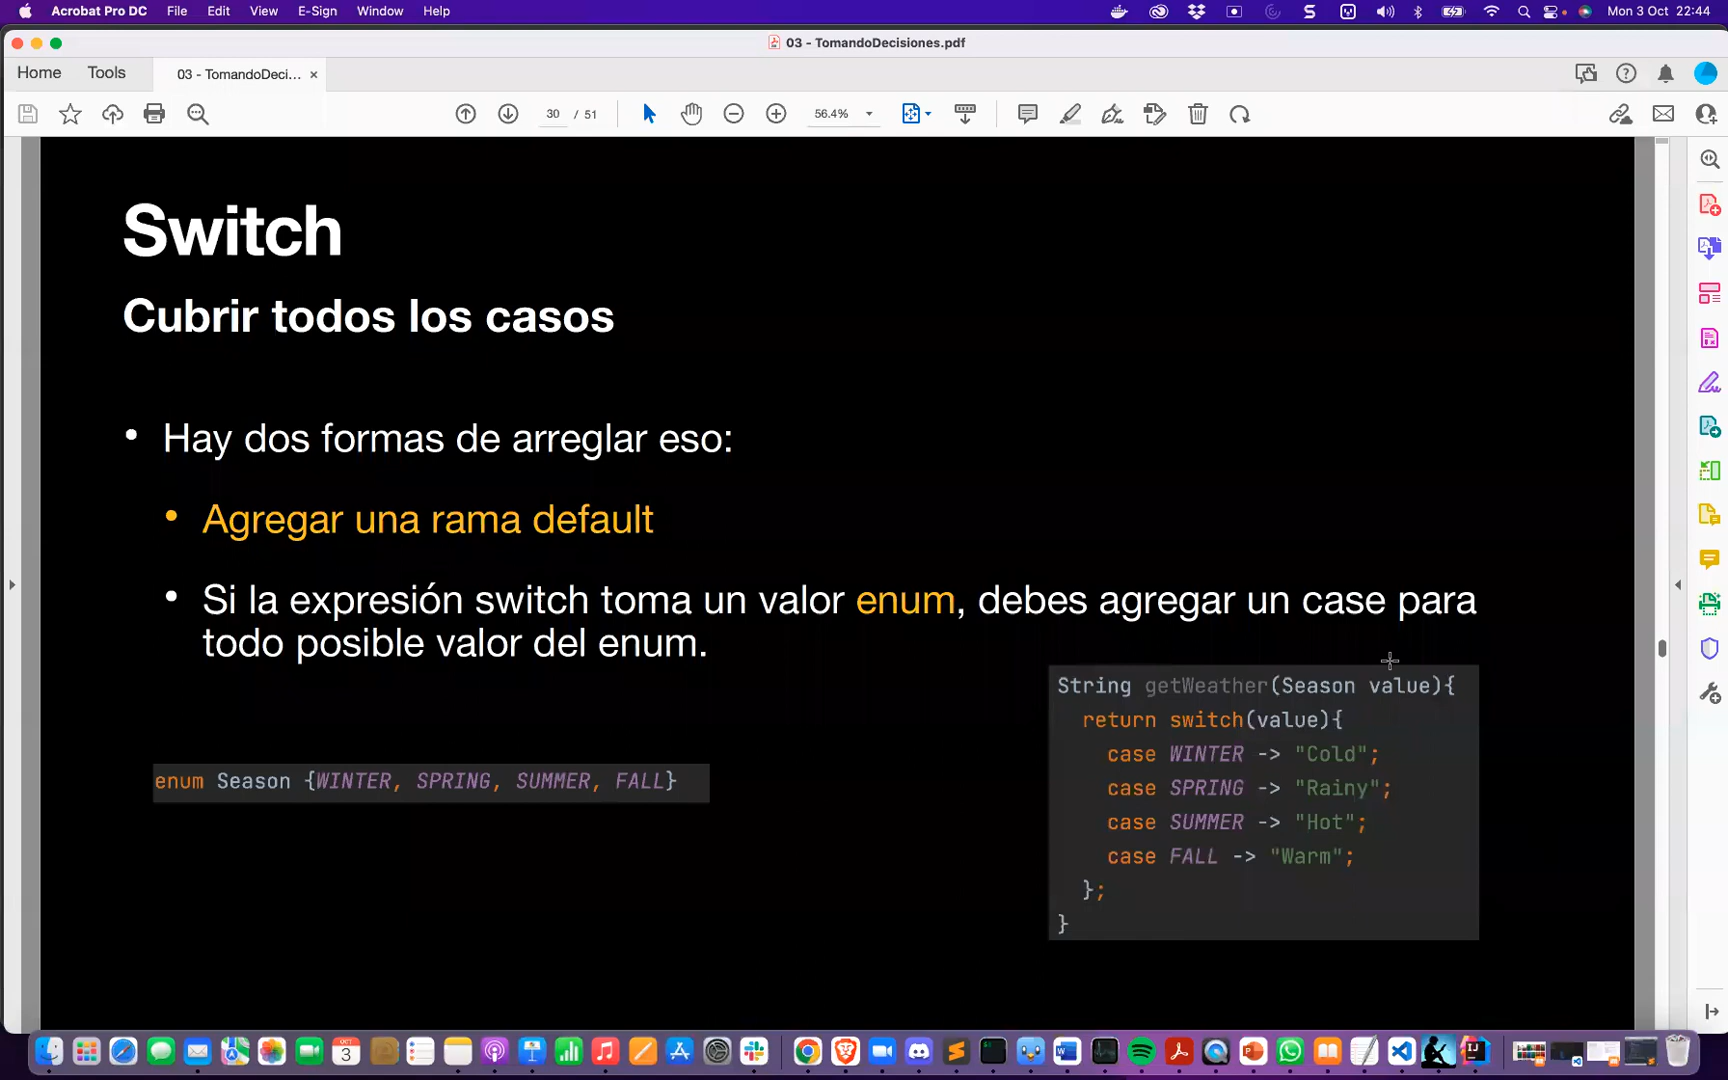 Acrobat Pro DC File Edit View E-Sign Window Help Mon 3 Oct 22:44
03 - TomandoDecisiones.pdf
Home Tools 03 - TomandoDeci... ×
30 / 51 56.4%
Switch
Cubrir todos los casos
• Hay dos formas de arreglar eso:
• Agregar una rama default
• Si la expresión switch toma un valor enum, debes agregar un case para
todo posible valor del enum.
enum Season {WINTER, SPRING, SUMMER, FALL}
String getWeather(Season value){
return switch(value){
case WINTER -> "Cold";
case SPRING -> "Rainy";
case SUMMER -> "Hot";
case FALL -> "Warm";
};
}
OCT
3